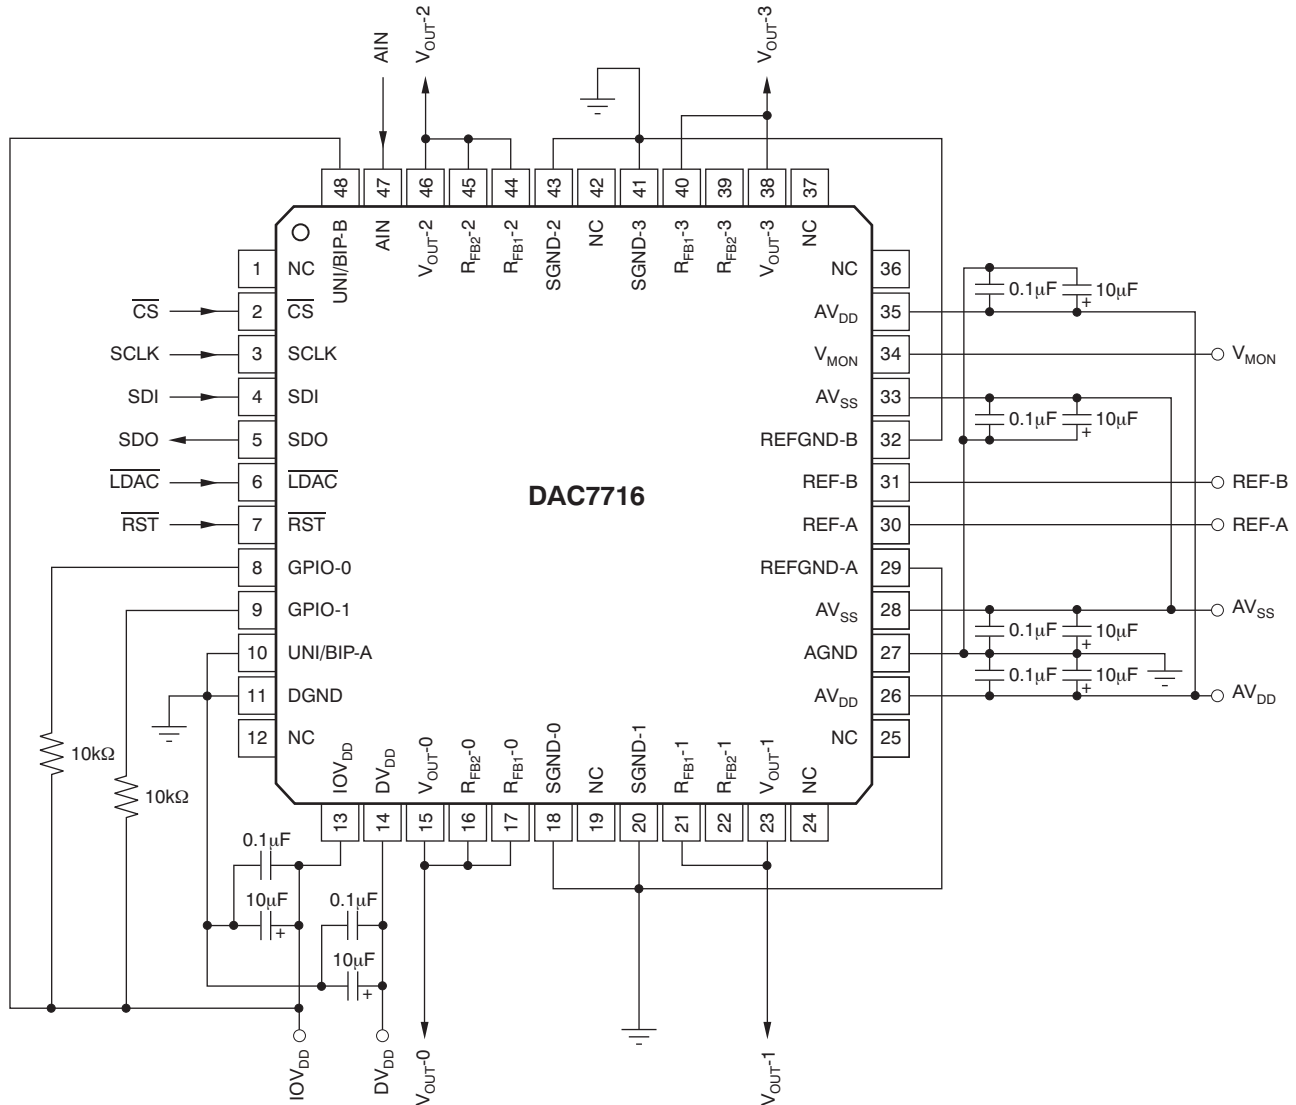 AIN
VOUT-2
VOUT-3
48
47
46
45
44
43
42
41
40
39
38
37
UNI/BIP-B
AIN
VOUT-2
RFB2-2
RFB1-2
SGND-2
NC
SGND-3
RFB1-3
RFB2-3
VOUT-3
NC
1 NC
C̅S̅ 2 C̅S̅
SCLK 3 SCLK
SDI 4 SDI
SDO 5 SDO
L̅D̅A̅C̅ 6 L̅D̅A̅C̅
R̅S̅T̅ 7 R̅S̅T̅
8 GPIO-0
9 GPIO-1
10 UNI/BIP-A
11 DGND
12 NC
DAC7716
NC 36
0.1µF 10µF
+
AVDD 35
VMON 34 VMON
AVSS 33
0.1µF 10µF
+
REFGND-B 32
REF-B 31 REF-B
REF-A 30 REF-A
REFGND-A 29
AVSS 28 AVSS
0.1µF 10µF
+
AGND 27
0.1µF 10µF
+
AVDD 26 AVDD
NC 25
10kΩ
10kΩ
IOVDD
DVDD
VOUT-0
RFB2-0
RFB1-0
SGND-0
NC
SGND-1
RFB1-1
RFB2-1
VOUT-1
NC
13
14
15
16
17
18
19
20
21
22
23
24
0.1µF
10µF
+
0.1µF
10µF
+
IOVDD
DVDD
VOUT-0
VOUT-1